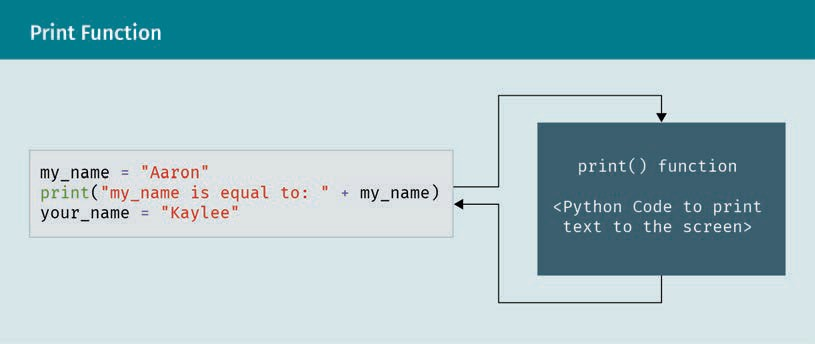 Print Function
my_name = "Aaron"
print("my_name is equal to: " + my_name)
your_name = "Kaylee"
print() function
<Python Code to print
text to the screen>